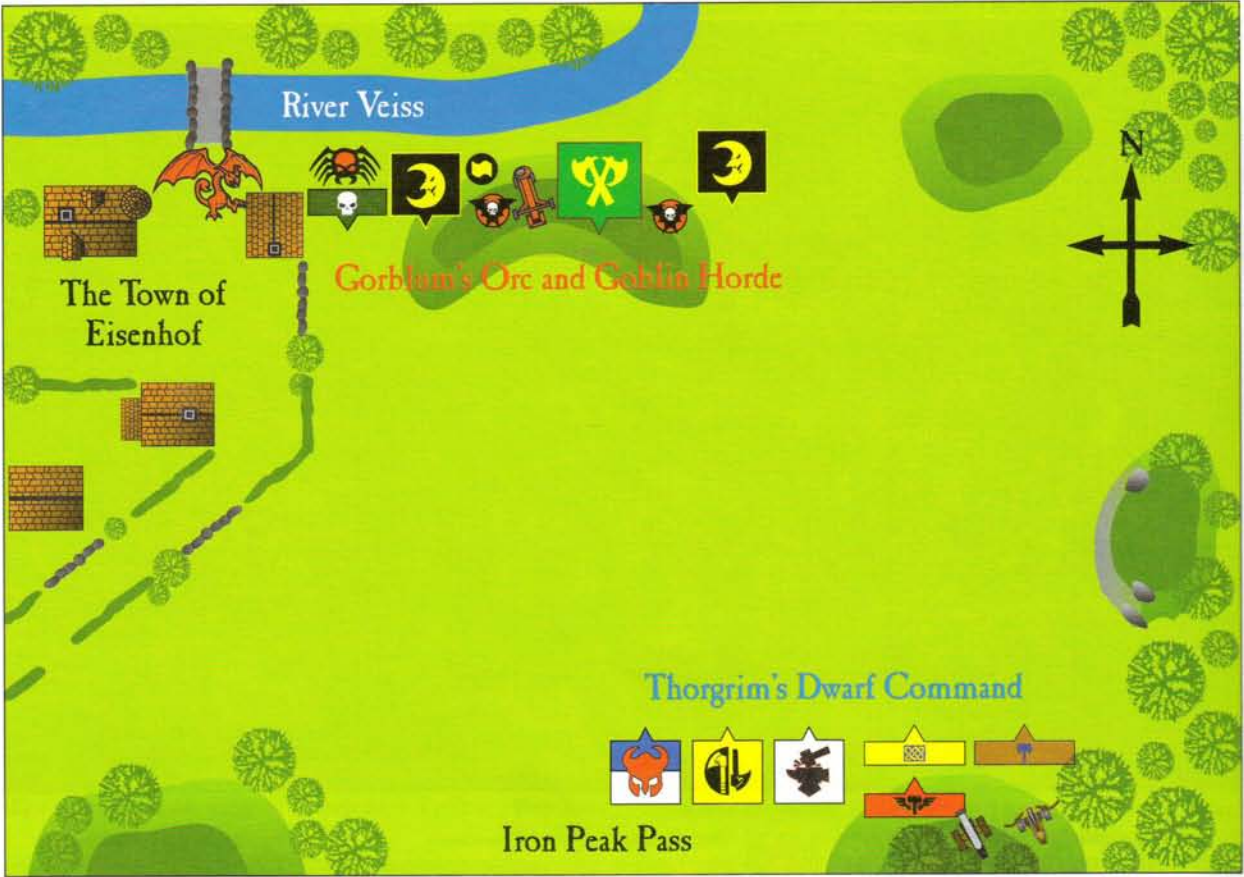 River Veiss
N
Gorblum's Orc and Goblin Horde
The Town of
Eisenhof
Thorgrim's Dwarf Command
Iron Peak Pass